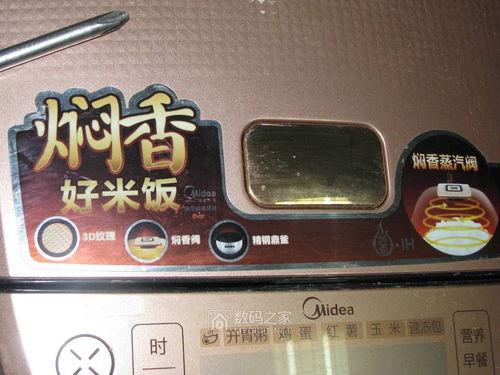 焖香
好米饭
Midea
3D纹理
焖香阀
精钢鼎釜
焖香蒸汽阀
IH
数码之家
Midea
时
开胃粥 鸡蛋 红薯 玉米 速冻包
营养
早餐